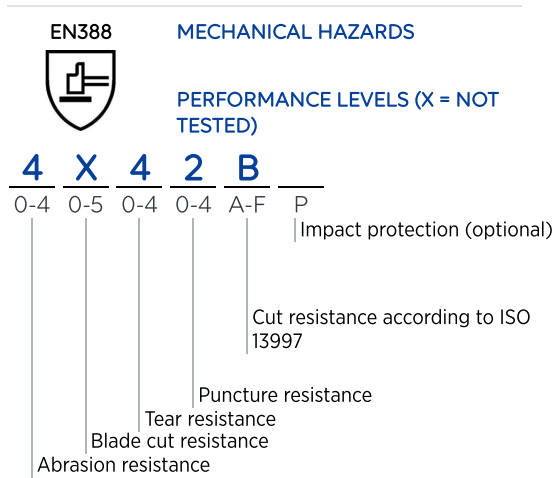 EN388
MECHANICAL HAZARDS
PERFORMANCE LEVELS (X = NOT
TESTED)
4 X 4 2 B
0-4 0-5 0-4 0-4 A-F P
Impact protection (optional)
Cut resistance according to ISO
13997
Puncture resistance
Tear resistance
Blade cut resistance
Abrasion resistance